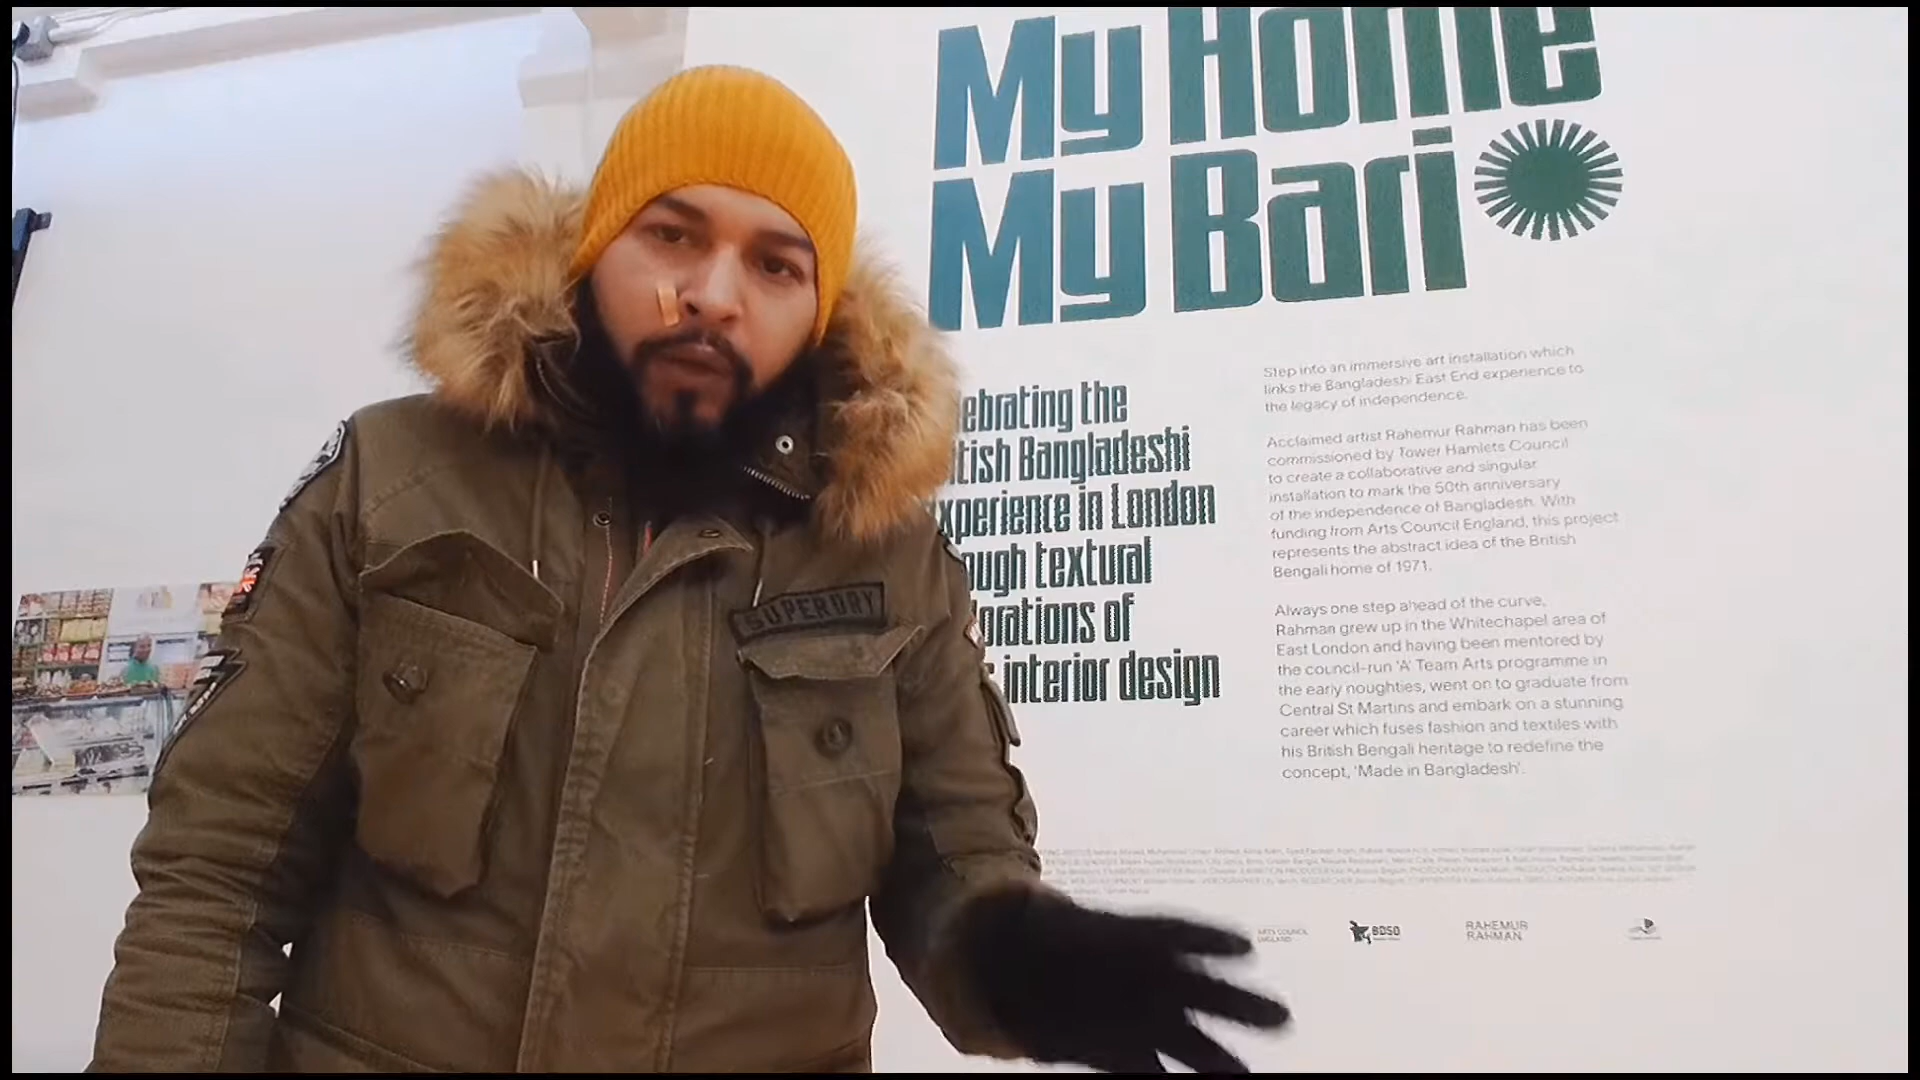 My Home
My Bari
ebrating the
itish Bangladeshi
xperience in London
ough textural
lorations of
interior design
Step into an immersive art installation which
links the Bangladeshi East End experience to
the legacy of independence.
Acclaimed artist Rahemur Rahman has been
commissioned by Tower Hamlets Council
to create a collaborative and singular
installation to mark the 50th anniversary
of the independence of Bangladesh. With
funding from Arts Council England, this project
represents the abstract idea of the British
Bengali home of 1971.
Always one step ahead of the curve,
Rahman grew up in the Whitechapel area of
East London and having been mentored by
the council-run 'A' Team Arts programme in
the early noughties, went on to graduate from
Central St Martins and embark on a stunning
career which fuses fashion and textiles with
his British Bengali heritage to redefine the
concept, 'Made in Bangladesh'.
SUPERDRY
ARTS COUNCIL
ENGLAND
BDSO
RAHEMUR
RAHMAN